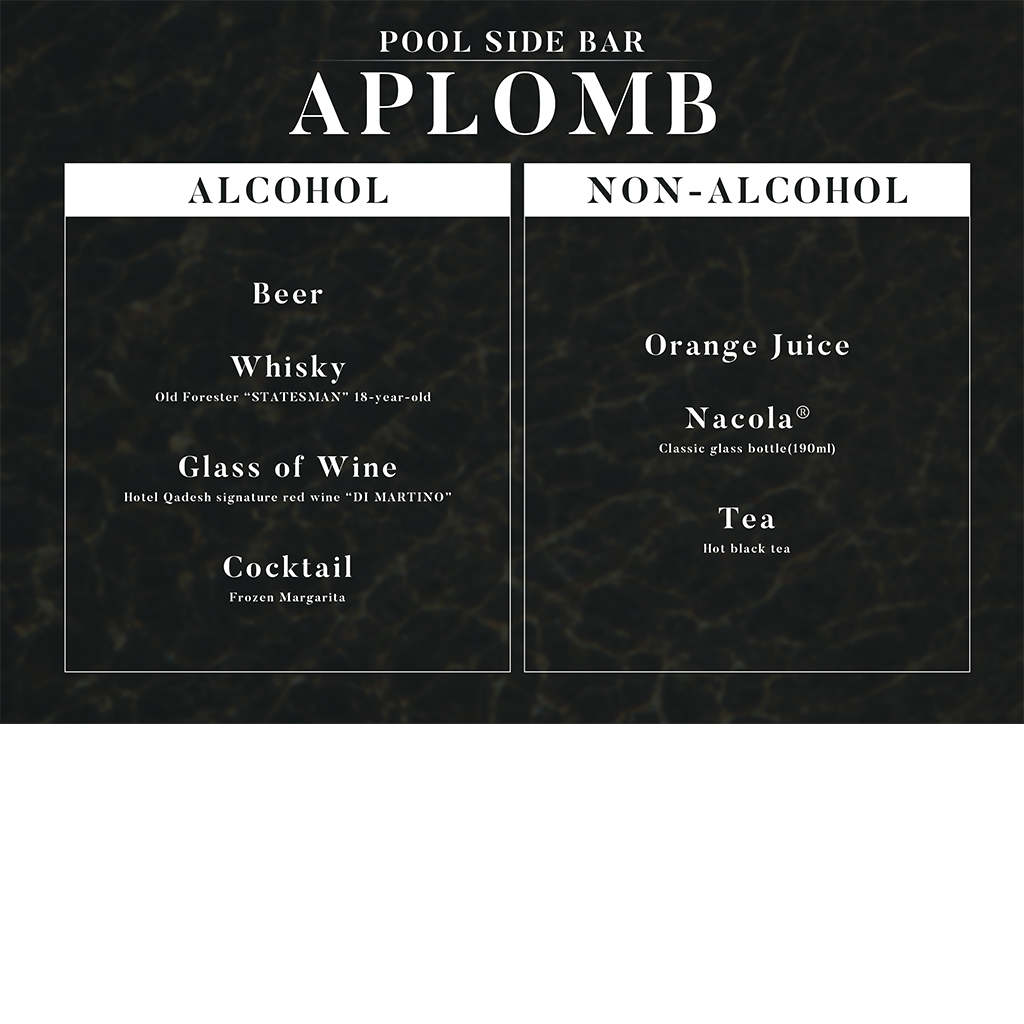 POOL SIDE BAR
APLOMB
ALCOHOL
Beer
Whisky
Old Forester “STATESMAN” 18-year-old
Glass of Wine
Hotel Qadesh signature red wine “DI MARTINO”
Cocktail
Frozen Margarita
NON-ALCOHOL
Orange Juice
Nacola®
Classic glass bottle(190ml)
Tea
Hot black tea